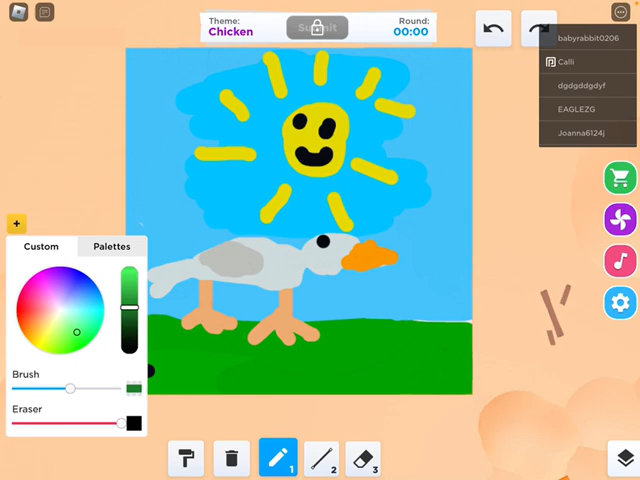 Theme:
Chicken
Submit
Round:
00:00
babyrabbit0206
Calli
dgdgddgdyf
EAGLEZG
Joanna6124j
+
Custom
Palettes
Brush
Eraser
1
2
3